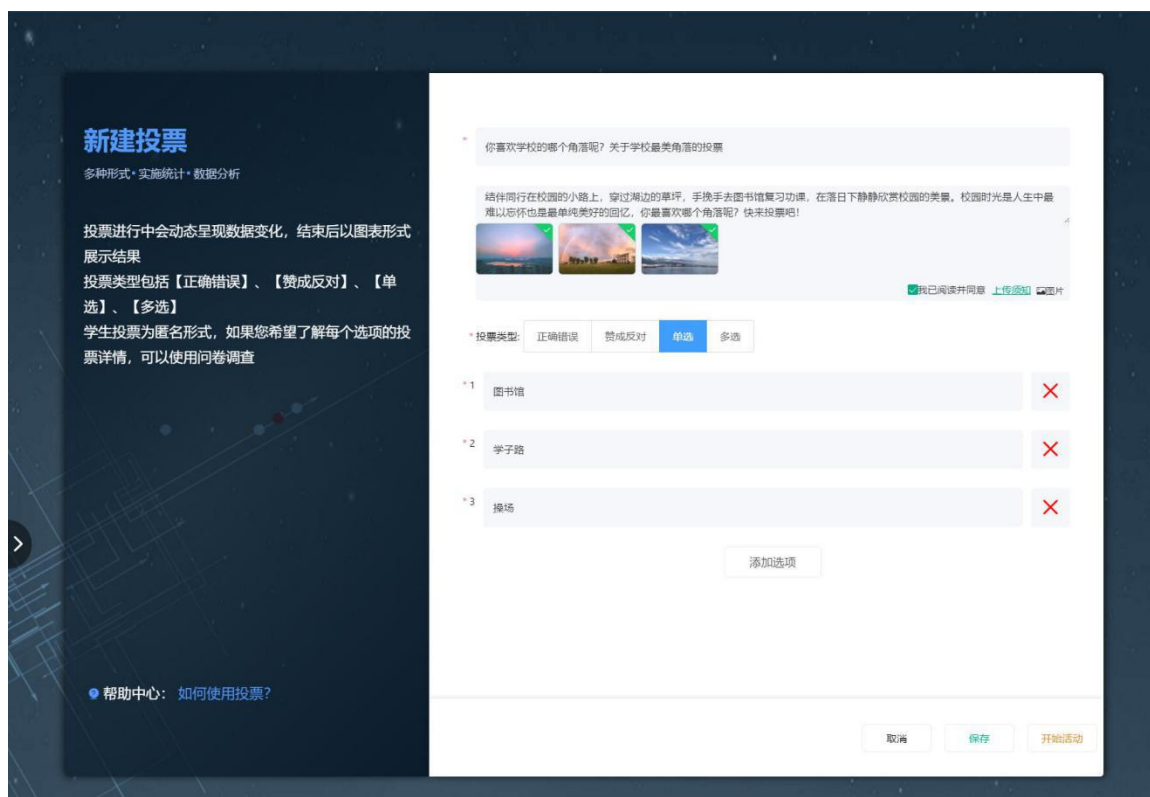 新建投票
多种形式•实施统计•数据分析
投票进行中会动态呈现数据变化，结束后以图表形式
展示结果
投票类型包括【正确错误】、【赞成反对】、【单
选】、【多选】
学生投票为匿名形式，如果您希望了解每个选项的投
票详情，可以使用问卷调查
帮助中心： 如何使用投票?
* 你喜欢学校的哪个角落呢？关于学校最美角落的投票
结伴同行在校园的小路上，穿过湖边的草坪，手挽手去图书馆复习功课，在落日下静静欣赏校园的美景。校园时光是人生中最
难以忘怀也是最单纯美好的回忆，你最喜欢哪个角落呢？快来投票吧！
我已阅读并同意 上传须知 图片
* 投票类型: 正确错误 赞成反对 单选 多选
* 1 图书馆
* 2 学子路
* 3 操场
添加选项
取消 保存 开始活动